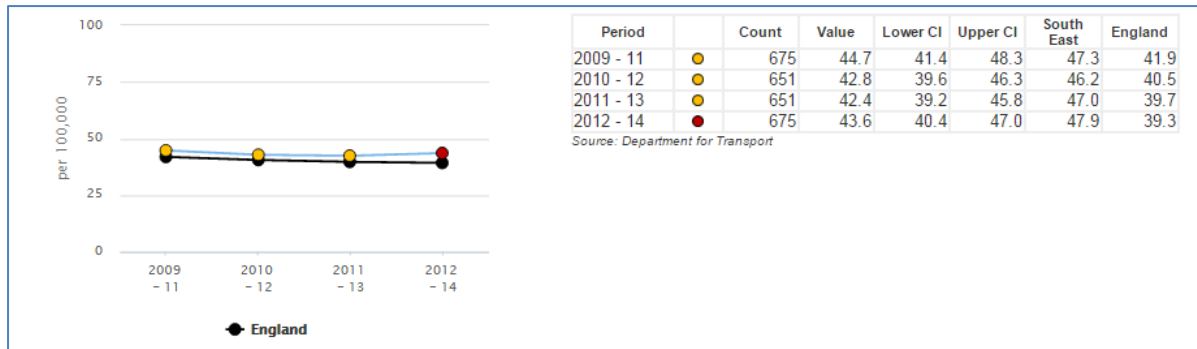 100
75
50
25
0
per 100,000
2009 - 11
2010 - 12
2011 - 13
2012 - 14
England
Period Count Value Lower CI Upper CI South East England
2009 - 11 675 44.7 41.4 48.3 47.3 41.9
2010 - 12 651 42.8 39.6 46.3 46.2 40.5
2011 - 13 651 42.4 39.2 45.8 47.0 39.7
2012 - 14 675 43.6 40.4 47.0 47.9 39.3
Source: Department for Transport